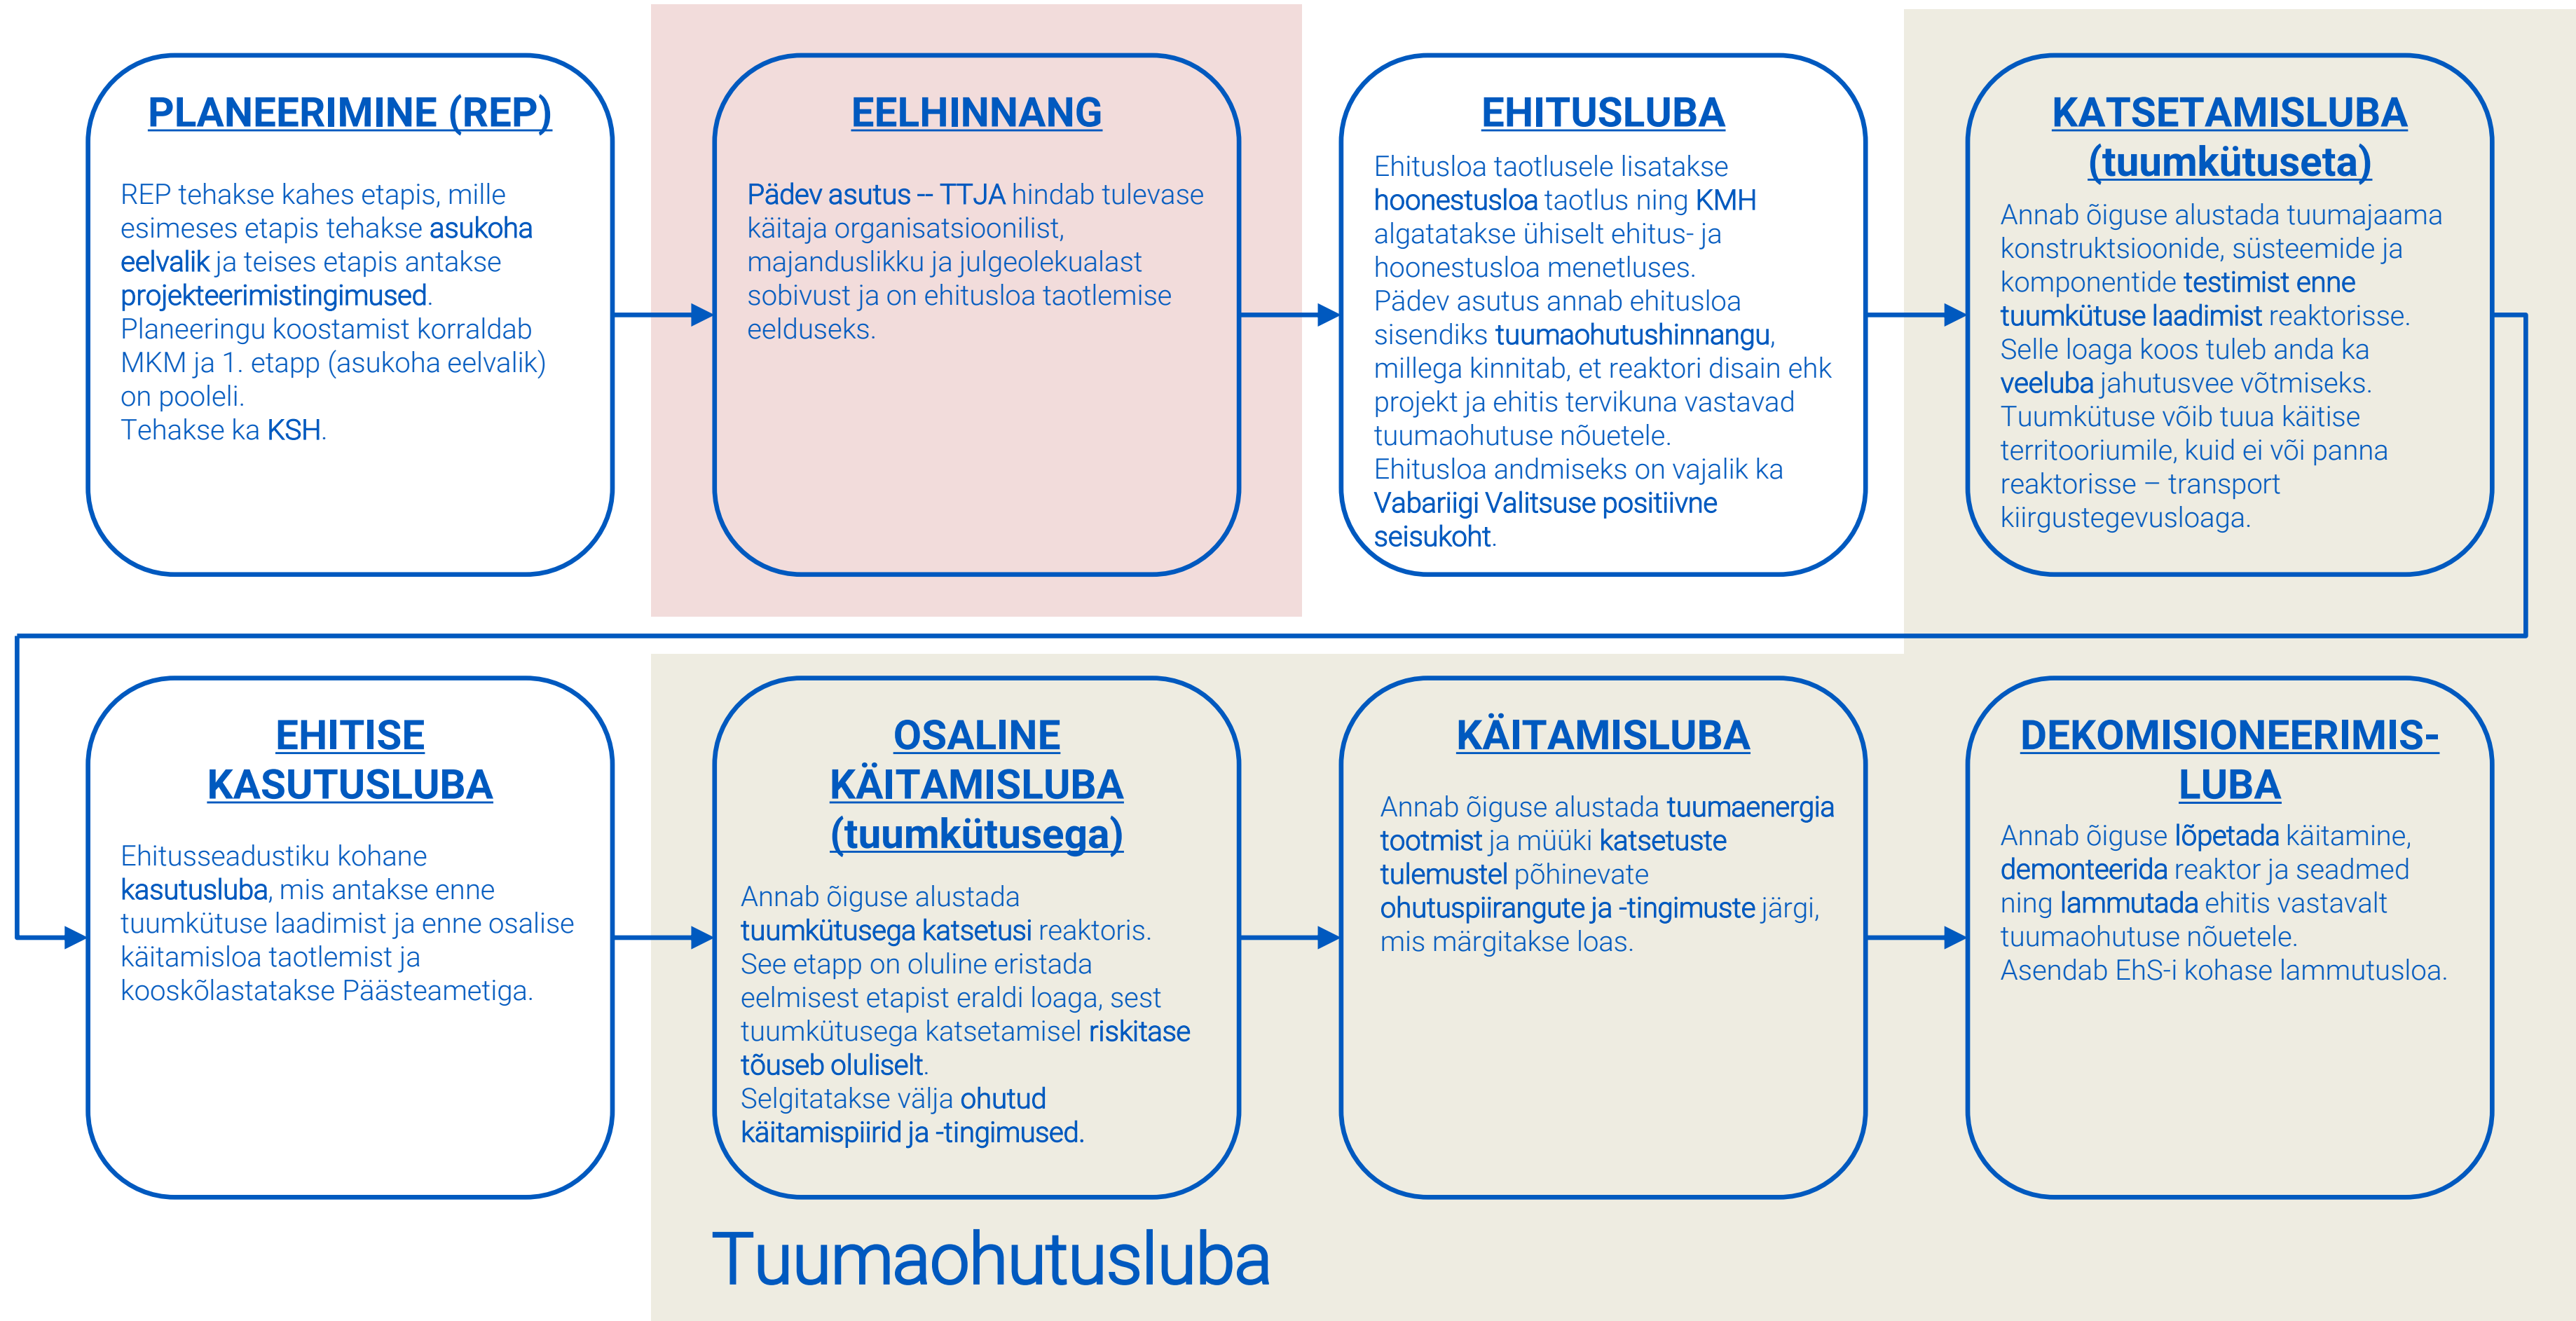 PLANEERIMINE (REP)
REP tehakse kahes etapis, mille
esimeses etapis tehakse asukoha
eelvalik ja teises etapis antakse
projekteerimistingimused.
Planeeringu koostamist korraldab
MKM ja 1. etapp (asukoha eelvalik)
on pooleli.
Tehakse ka KSH.
EELHINNANG
Pädev asutus -- TTJA hindab tulevase
käitaja organisatsioonilist,
majanduslikku ja julgeolekualast
sobivust ja on ehitusloa taotlemise
eelduseks.
EHITUSLUBA
Ehitusloa taotlusele lisatakse
hoonestusloa taotlus ning KMH
algatatakse ühiselt ehitus- ja
hoonestusloa menetluses.
Pädev asutus annab ehitusloa
sisendiks tuumaohutushinnangu,
millega kinnitab, et reaktori disain ehk
projekt ja ehitis tervikuna vastavad
tuumaohutuse nõuetele.
Ehitusloa andmiseks on vajalik ka
Vabariigi Valitsuse positiivne
seisukoht.
KATSETAMISLUBA
(tuumkütuseta)
Annab õiguse alustada tuumajaama
konstruktsioonide, süsteemide ja
komponentide testimist enne
tuumkütuse laadimist reaktorisse.
Selle loaga koos tuleb anda ka
veeluba jahutusvee võtmiseks.
Tuumkütuse võib tuua käitise
territooriumile, kuid ei või panna
reaktorisse – transport
kiirgustegevusloaga.
EHITISE
KASUTUSLUBA
Ehitusseadustiku kohane
kasutusluba, mis antakse enne
tuumkütuse laadimist ja enne osalise
käitamisloa taotlemist ja
kooskõlastatakse Päästeametiga.
OSALINE
KÄITAMISLUBA
(tuumkütusega)
Annab õiguse alustada
tuumkütusega katsetusi reaktoris.
See etapp on oluline eristada
eelmisest etapist eraldi loaga, sest
tuumkütusega katsetamisel riskitase
tõuseb oluliselt.
Selgitatakse välja ohutud
käitamispiirid ja -tingimused.
KÄITAMISLUBA
Annab õiguse alustada tuumaenergia
tootmist ja müüki katsetuste
tulemustel põhinevate
ohutuspiirangute ja -tingimuste järgi,
mis märgitakse loas.
DEKOMISIONEERIMIS-
LUBA
Annab õiguse lõpetada käitamine,
demonteerida reaktor ja seadmed
ning lammutada ehitis vastavalt
tuumaohutuse nõuetele.
Asendab EhS-i kohase lammutusloa.
Tuumaohutusluba